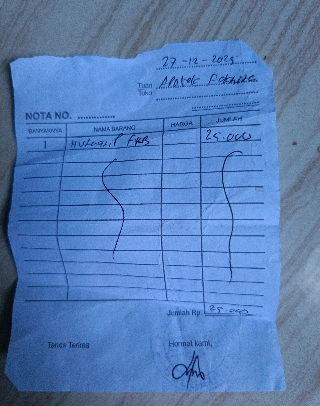 27-12-2025
Tuan
Toko
Apotek
NOTA NO.
BANYAKNYA NAMA BARANG HARGA JUMLAH
1 25.000
Jumlah Rp. 25.000
Tanda Terima Hormat kami,